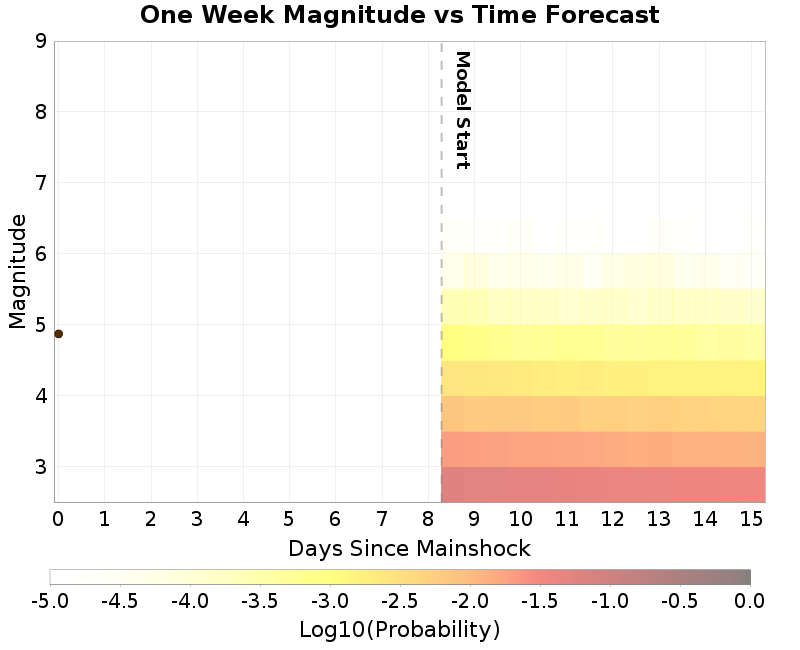 One Week Magnitude vs Time Forecast
9
8
7
6
5
4
3
Magnitude
Model Start
0 1 2 3 4 5 6 7 8 9 10 11 12 13 14 15
Days Since Mainshock
-5.0 -4.5 -4.0 -3.5 -3.0 -2.5 -2.0 -1.5 -1.0 -0.5 0.0
Log10(Probability)